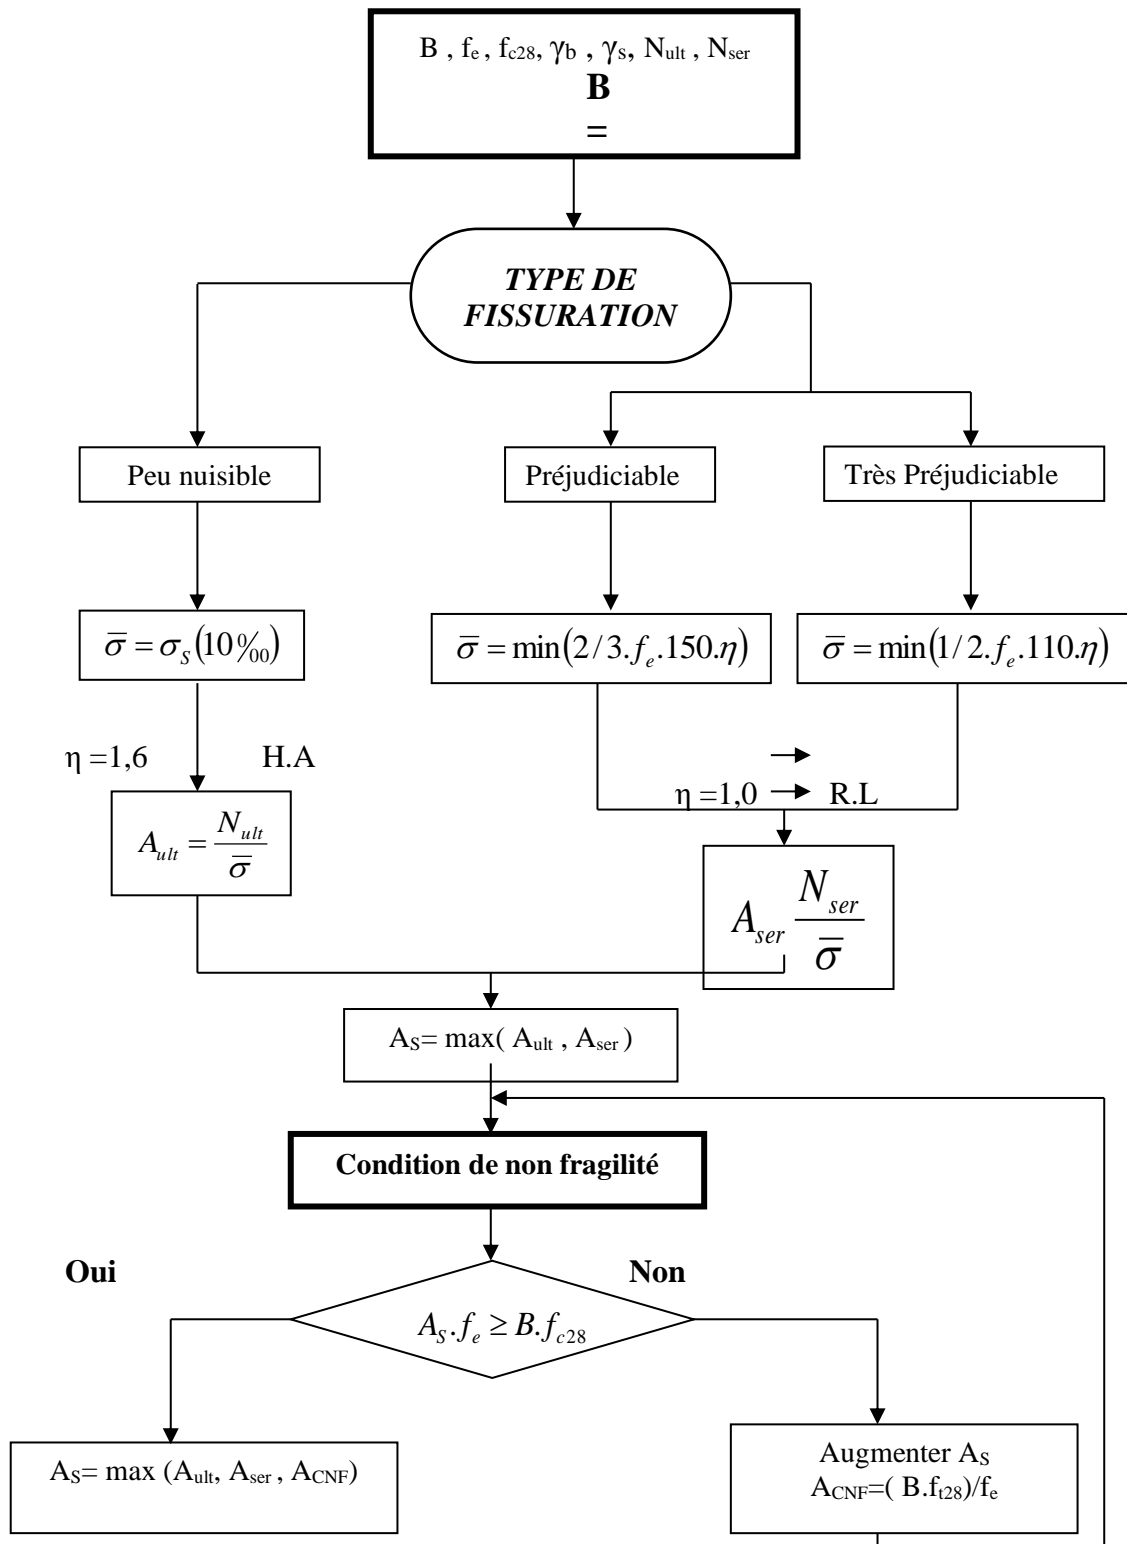 B , fe , fc28, γb , γs, Nult , Nser
B
=
TYPE DE
FISSURATION
Peu nuisible
Préjudiciable
Très Préjudiciable
σ̅ = σS(10‰)
σ̅ = min(2/3.fe.150.η)
σ̅ = min(1/2.fe.110.η)
η =1,6 H.A
η =1,0 R.L
Ault = Nult / σ̅
Aser Nser / σ̅
AS= max( Ault , Aser )
Condition de non fragilité
Oui
Non
AS.fe ≥ B.fc28
AS= max (Ault, Aser , ACNF)
Augmenter AS
ACNF=( B.ft28)/fe